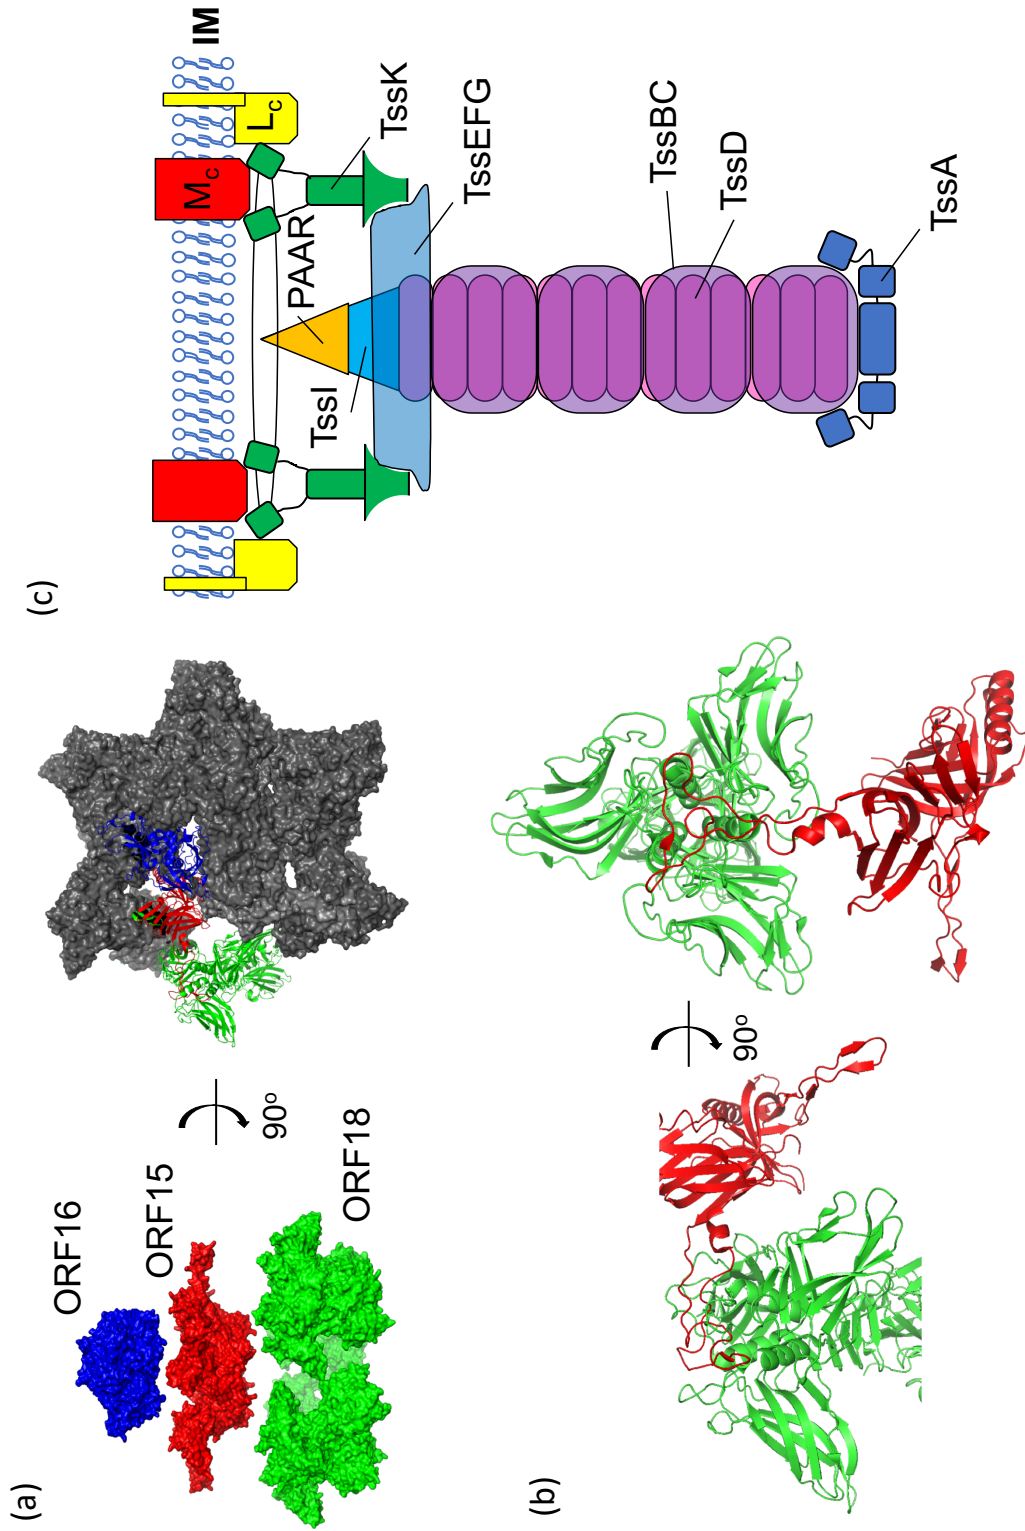 (a)
ORF16
ORF15
ORF18
90°
(b)
90°
(c)
IM
Mc
Lc
TssK
PAAR
TssI
TssEFG
TssBC
TssD
TssA